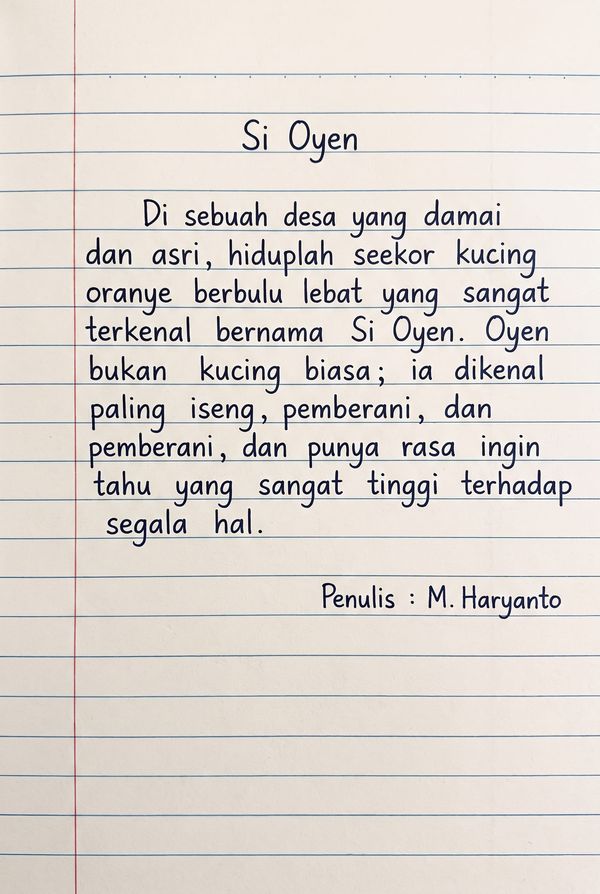 Si Oyen
Di sebuah desa yang damai
dan asri, hiduplah seekor kucing
oranye berbulu lebat yang sangat
terkenal bernama Si Oyen. Oyen
bukan kucing biasa; ia dikenal
paling iseng, pemberani, dan
pemberani, dan punya rasa ingin
tahu yang sangat tinggi terhadap
segala hal.
Penulis : M. Haryanto